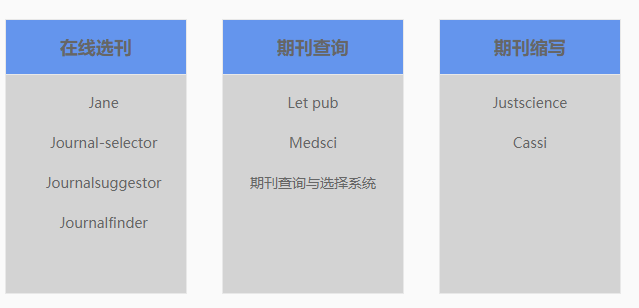 在线选刊
Jane
Journal-selector
Journalsuggestor
Journalfinder
期刊查询
Let pub
Medsci
期刊查询与选择系统
期刊缩写
Justscience
Cassi